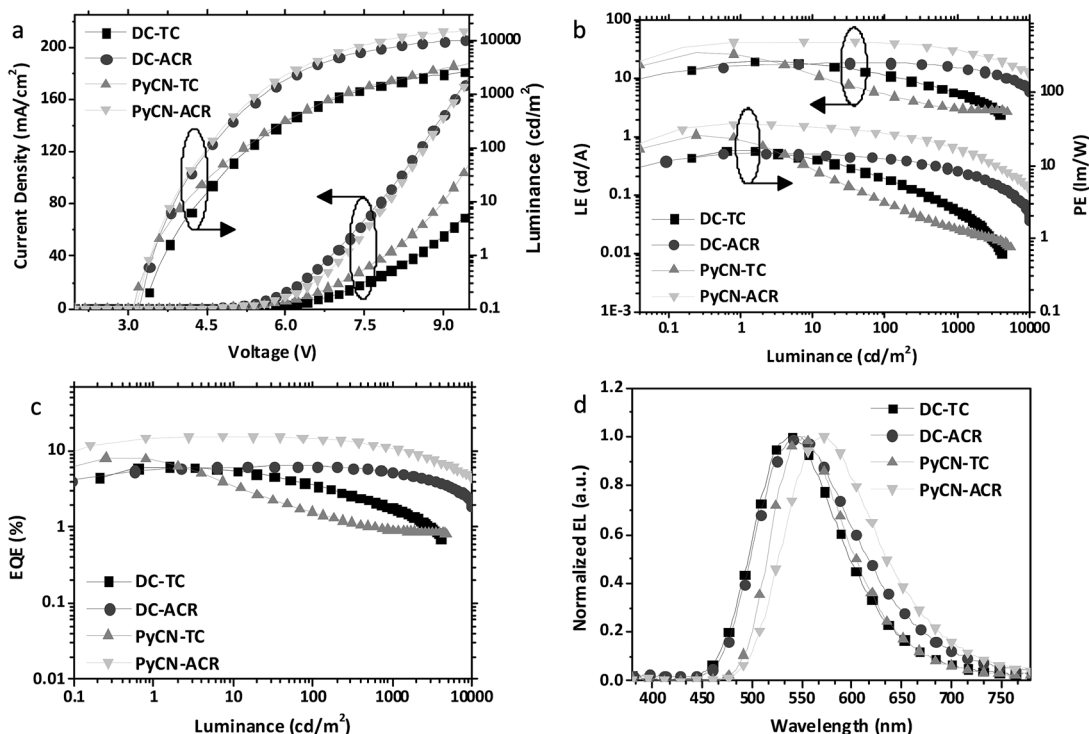 a
DC-TC
DC-ACR
PyCN-TC
PyCN-ACR
200
160
120
80
40
0
Current Density (mA/cm²)
10000
1000
100
10
1
0.1
Luminance (cd/m²)
3.0
4.5
6.0
7.5
9.0
Voltage (V)
b
100
10
1
0.1
0.01
1E-3
LE (cd/A)
100
10
1
0.1
PE (lm/W)
DC-TC
DC-ACR
PyCN-TC
PyCN-ACR
0.1
1
10
100
1000
10000
Luminance (cd/m²)
c
10
1
0.1
0.01
EQE (%)
DC-TC
DC-ACR
PyCN-TC
PyCN-ACR
0.1
1
10
100
1000
10000
Luminance (cd/m²)
d
DC-TC
DC-ACR
PyCN-TC
PyCN-ACR
1.2
1.0
0.8
0.6
0.4
0.2
0.0
Normalized EL (a.u.)
400
450
500
550
600
650
700
750
Wavelength (nm)